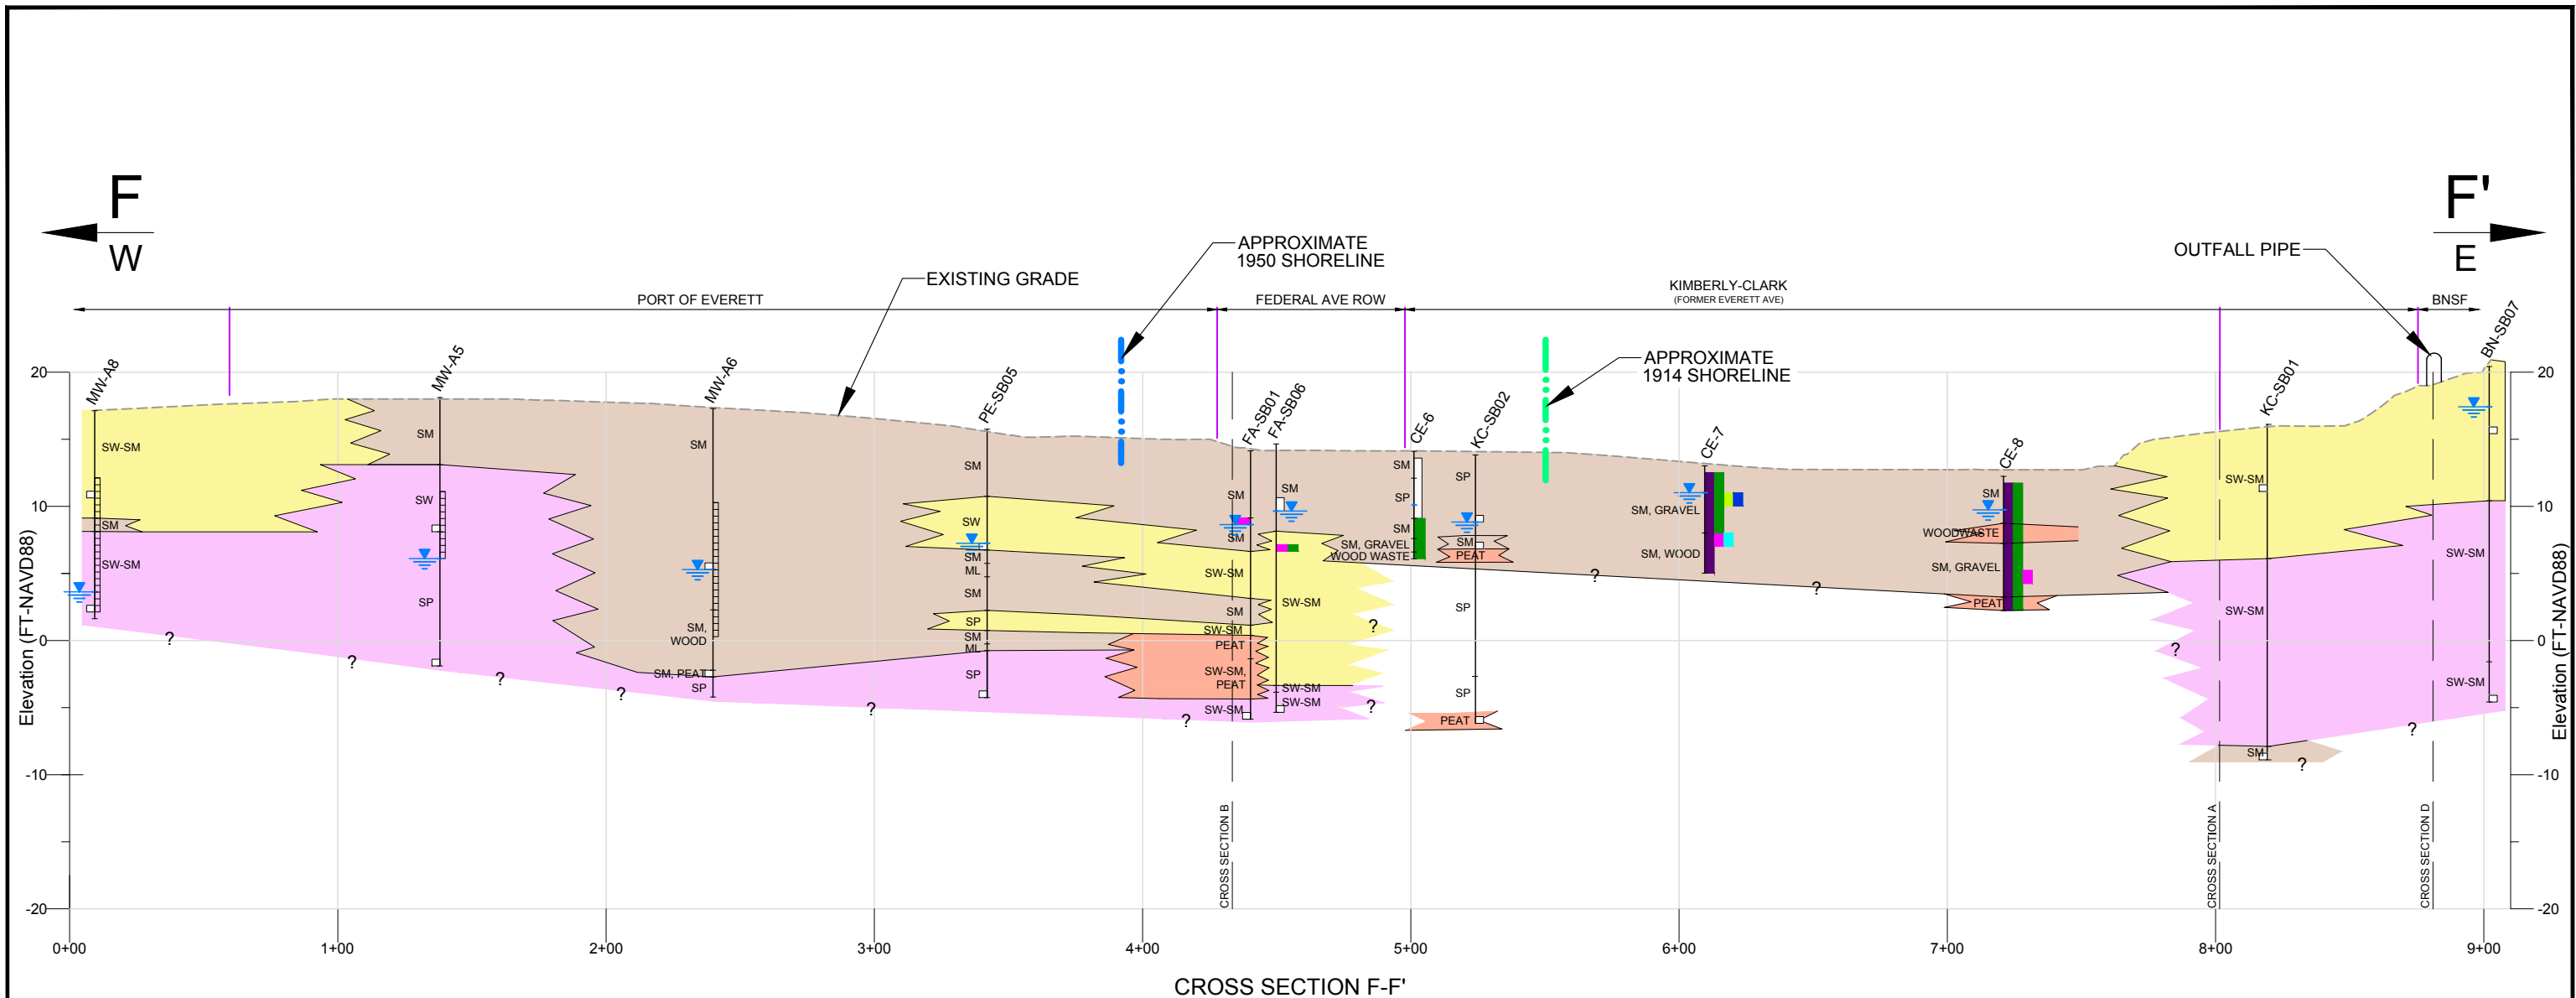 F
W
F'
E
APPROXIMATE
1950 SHORELINE
EXISTING GRADE
OUTFALL PIPE
PORT OF EVERETT
FEDERAL AVE ROW
KIMBERLY-CLARK
(FORMER EVERETT AVE)
BNSF
APPROXIMATE
1914 SHORELINE
MW-A8
MW-A5
MW-A6
PE-SB05
FA-SB01
FA-SB06
CE-6
KC-SB02
CE-7
CE-8
KC-SB01
BN-SB07
20
10
0
-10
-20
Elevation (FT-NAVD88)
SW-SM
SM
SW-SM
?
SM
SW
SP
?
?
SM
SM,
WOOD
SM, PEAT
SP
?
SM
SW
SM
ML
SM
SP
SM
ML
SP
?
SM
SM
SW-SM
SM
SW-SM
PEAT
SW-SM,
PEAT
SW-SM
?
SM
SW-SM
SW-SM
SW-SM
?
?
SM
SP
SM
SM, GRAVEL
WOOD WASTE
SP
SM
PEAT
SP
SP
PEAT
?
SM, GRAVEL
SM, WOOD
?
SM
WOODWASTE
SM, GRAVEL
PEAT
?
SW-SM
SW-SM
SM
?
SW-SM
SW-SM
?
20
10
0
-10
-20
Elevation (FT-NAVD88)
CROSS SECTION B
CROSS SECTION A
CROSS SECTION D
0+00
1+00
2+00
3+00
4+00
5+00
6+00
7+00
8+00
9+00
CROSS SECTION F-F'